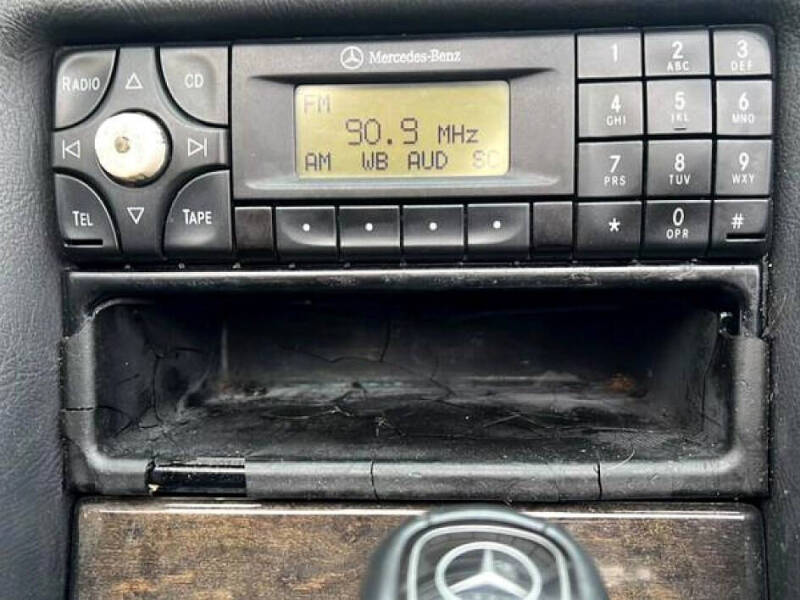 RADIO
CD
TEL
TAPE
Mercedes-Benz
FM
90.9 MHz
AM WB AUD SC
1 2 ABC 3 DEF
4 GHI 5 JKL 6 MNO
7 PRS 8 TUV 9 WXY
* 0 OPR #